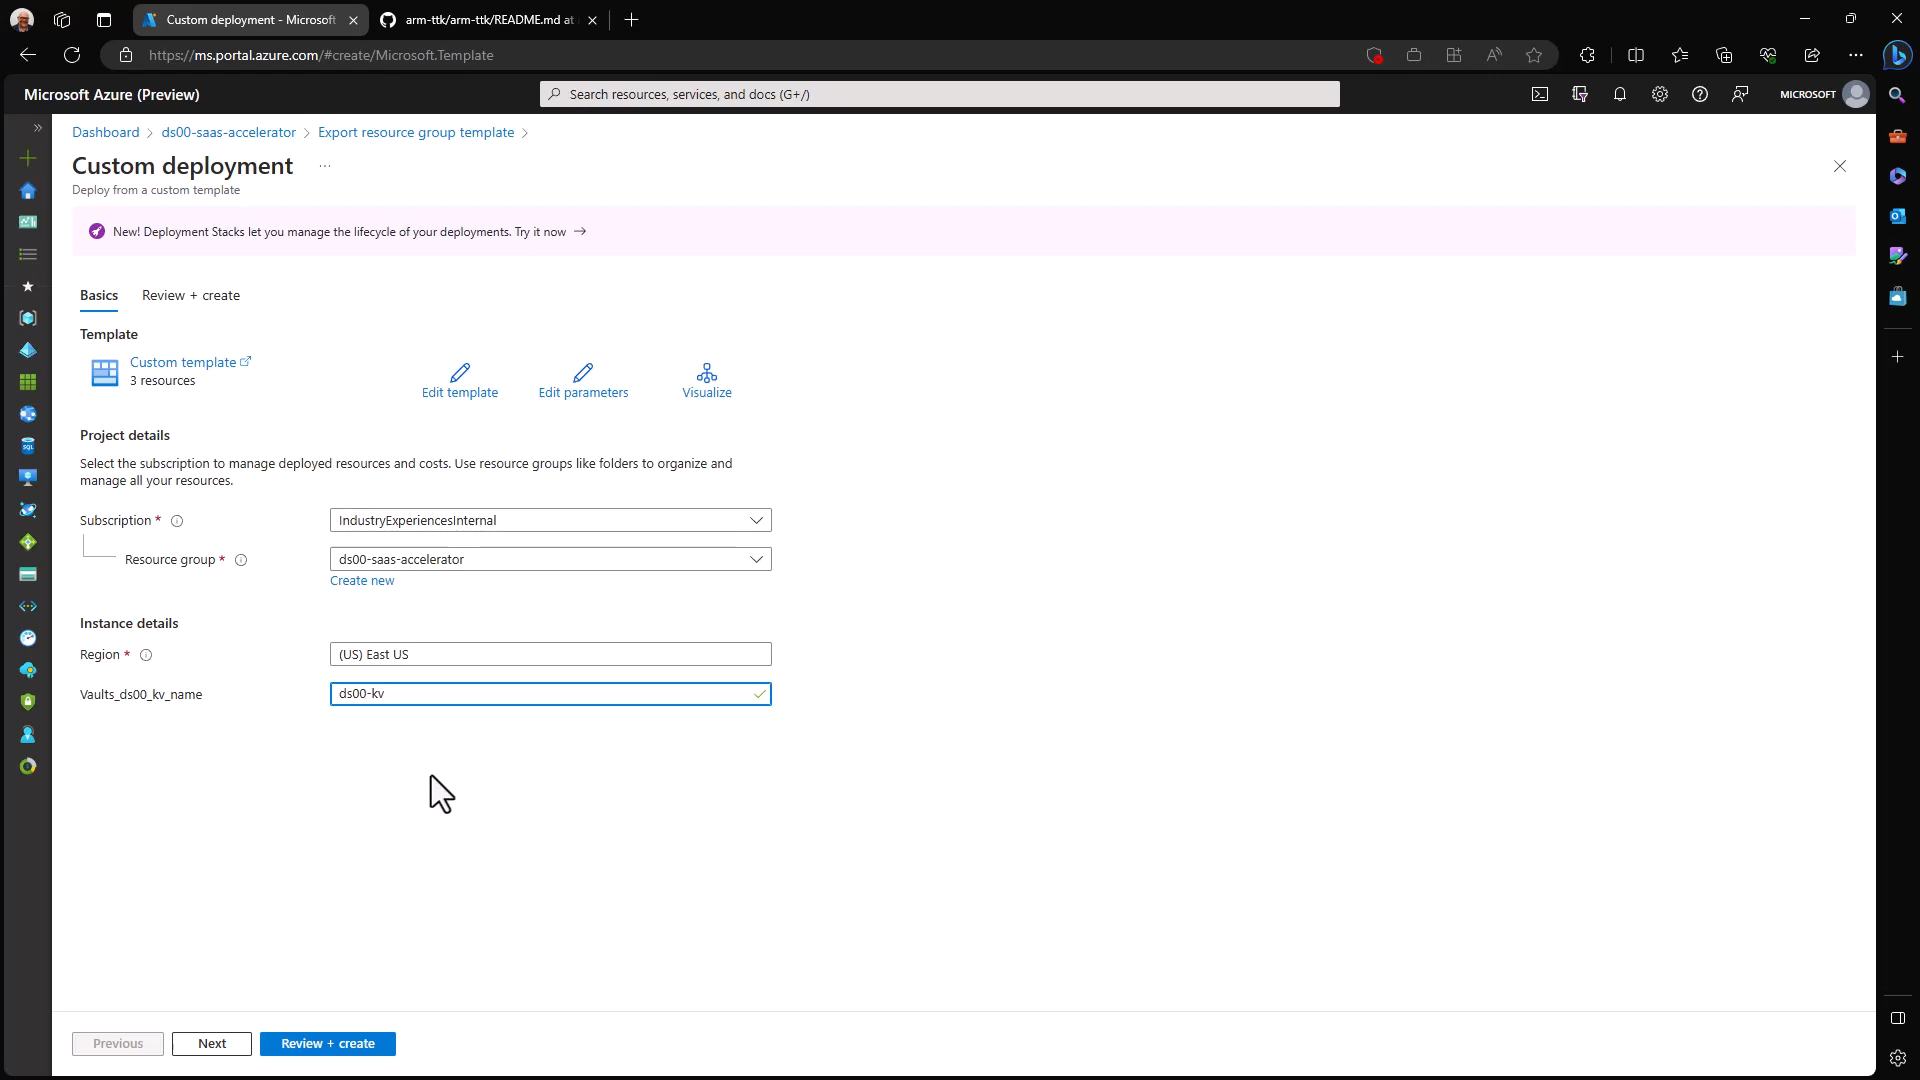 Custom deployment - Microsoft
arm-ttk/arm-ttk/README.md at
https://ms.portal.azure.com/#create/Microsoft.Template
Microsoft Azure (Preview)
Search resources, services, and docs (G+/)
MICROSOFT
Dashboard > ds00-saas-accelerator > Export resource group template >
Custom deployment ...
Deploy from a custom template
New! Deployment Stacks let you manage the lifecycle of your deployments. Try it now →
Basics
Review + create
Template
Custom template
3 resources
Edit template
Edit parameters
Visualize
Project details
Select the subscription to manage deployed resources and costs. Use resource groups like folders to organize and
manage all your resources.
Subscription *
IndustryExperiencesInternal
Resource group *
ds00-saas-accelerator
Create new
Instance details
Region *
(US) East US
Vaults_ds00_kv_name
ds00-kv
Previous
Next
Review + create